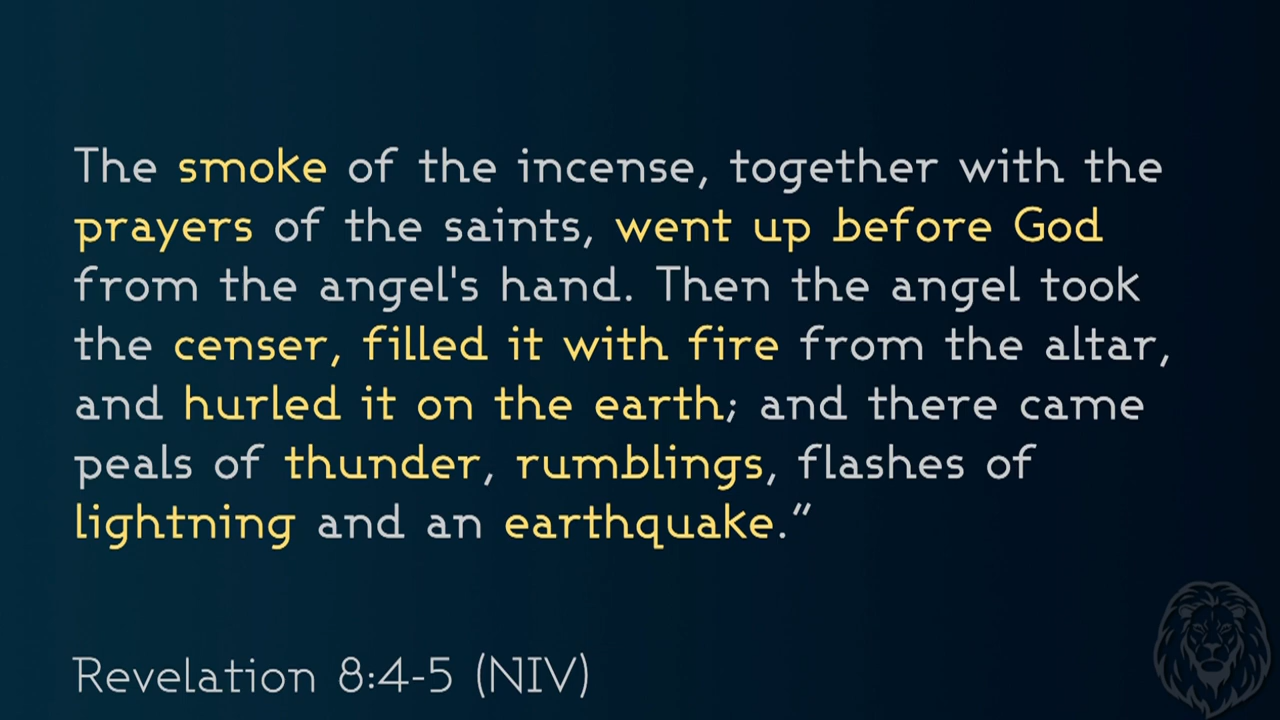 The smoke of the incense, together with the
prayers of the saints, went up before God
from the angel's hand. Then the angel took
the censer, filled it with fire from the altar,
and hurled it on the earth; and there came
peals of thunder, rumblings, flashes of
lightning and an earthquake.”
Revelation 8:4-5 (NIV)